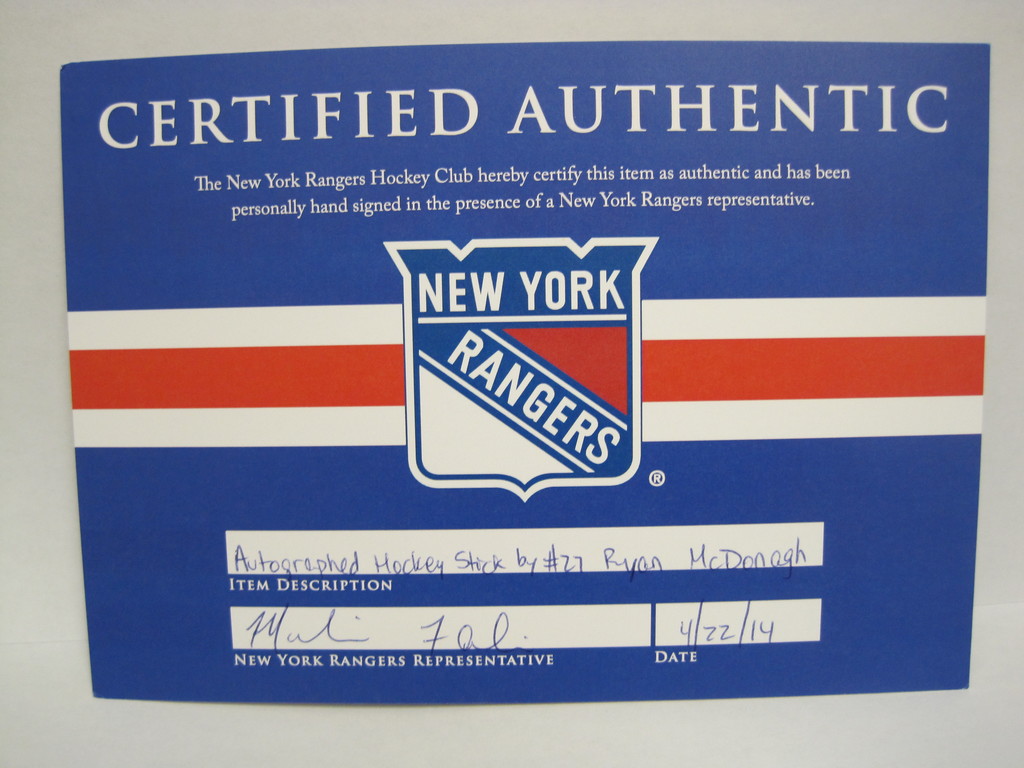 CERTIFIED AUTHENTIC
The New York Rangers Hockey Club hereby certify this item as authentic and has been
personally hand signed in the presence of a New York Rangers representative.
NEW YORK
RANGERS
®
Autographed Hockey Stick by #27 Ryan McDonagh
ITEM DESCRIPTION
4/22/14
NEW YORK RANGERS REPRESENTATIVE DATE